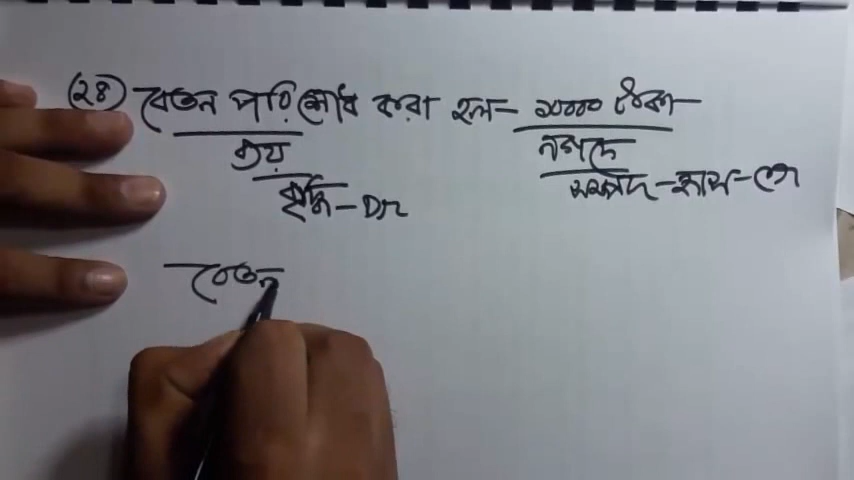 (২৪) বেতন পরিশোধ করা হল- ১০০০০ টাকা
ব্যয় নগদে
বৃদ্ধি-Dr সম্পদ-হ্রাস-Cr
বেতন